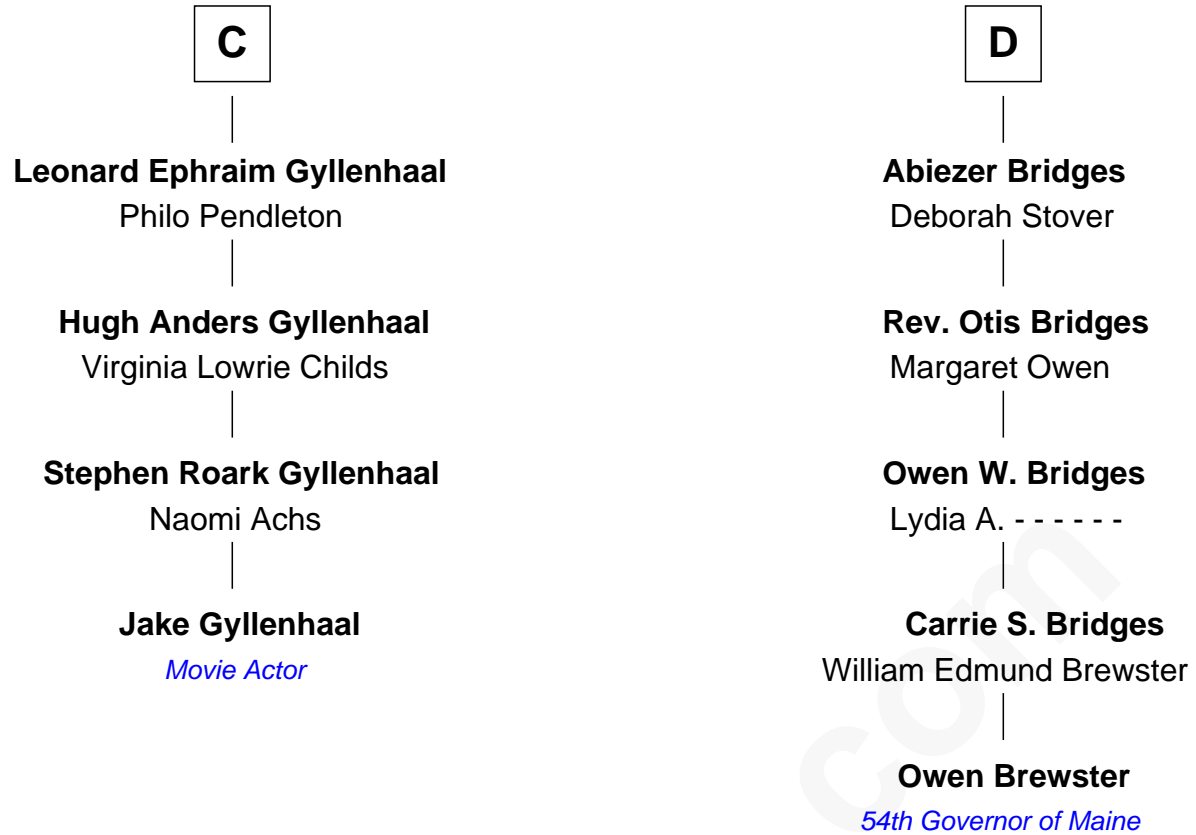 C
Leonard Ephraim Gyllenhaal
Philo Pendleton
Hugh Anders Gyllenhaal
Virginia Lowrie Childs
Stephen Roark Gyllenhaal
Naomi Achs
Jake Gyllenhaal
Movie Actor
D
Abiezer Bridges
Deborah Stover
Rev. Otis Bridges
Margaret Owen
Owen W. Bridges
Lydia A. - - - - - -
Carrie S. Bridges
William Edmund Brewster
Owen Brewster
54th Governor of Maine
com